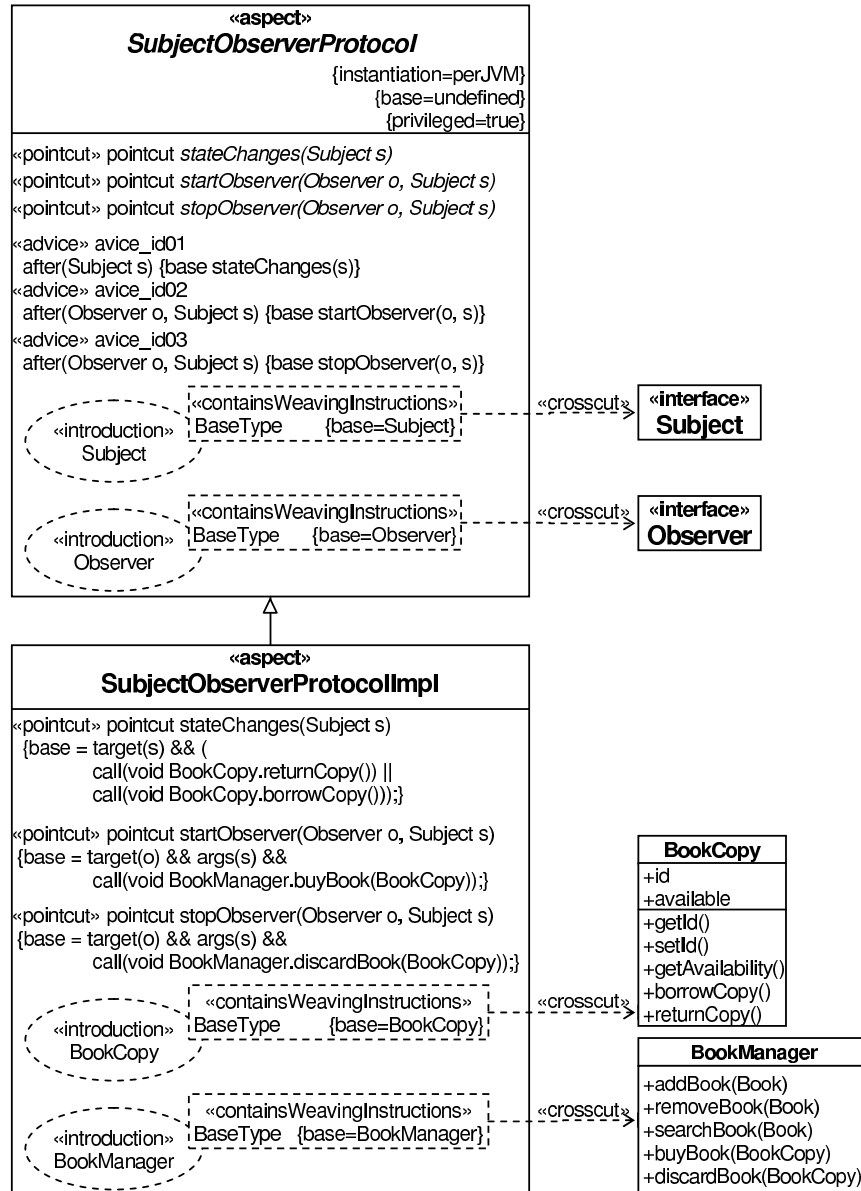 «aspect»
SubjectObserverProtocol
{instantiation=perJVM}
{base=undefined}
{privileged=true}
«pointcut» pointcut stateChanges(Subject s)
«pointcut» pointcut startObserver(Observer o, Subject s)
«pointcut» pointcut stopObserver(Observer o, Subject s)
«advice» avice_id01
after(Subject s) {base stateChanges(s)}
«advice» avice_id02
after(Observer o, Subject s) {base startObserver(o, s)}
«advice» avice_id03
after(Observer o, Subject s) {base stopObserver(o, s)}
«introduction»
Subject
«containsWeavingInstructions»
BaseType {base=Subject}
«crosscut»
«interface»
Subject
«introduction»
Observer
«containsWeavingInstructions»
BaseType {base=Observer}
«crosscut»
«interface»
Observer
«aspect»
SubjectObserverProtocolImpl
«pointcut» pointcut stateChanges(Subject s)
{base = target(s) && (
call(void BookCopy.returnCopy()) ||
call(void BookCopy.borrowCopy()));}
«pointcut» pointcut startObserver(Observer o, Subject s)
{base = target(o) && args(s) &&
call(void BookManager.buyBook(BookCopy));}
«pointcut» pointcut stopObserver(Observer o, Subject s)
{base = target(o) && args(s) &&
call(void BookManager.discardBook(BookCopy));}
«introduction»
BookCopy
«containsWeavingInstructions»
BaseType {base=BookCopy}
«crosscut»
BookCopy
+id
+available
+getId()
+setId()
+getAvailability()
+borrowCopy()
+returnCopy()
«introduction»
BookManager
«containsWeavingInstructions»
BaseType {base=BookManager}
«crosscut»
BookManager
+addBook(Book)
+removeBook(Book)
+searchBook(Book)
+buyBook(BookCopy)
+discardBook(BookCopy)